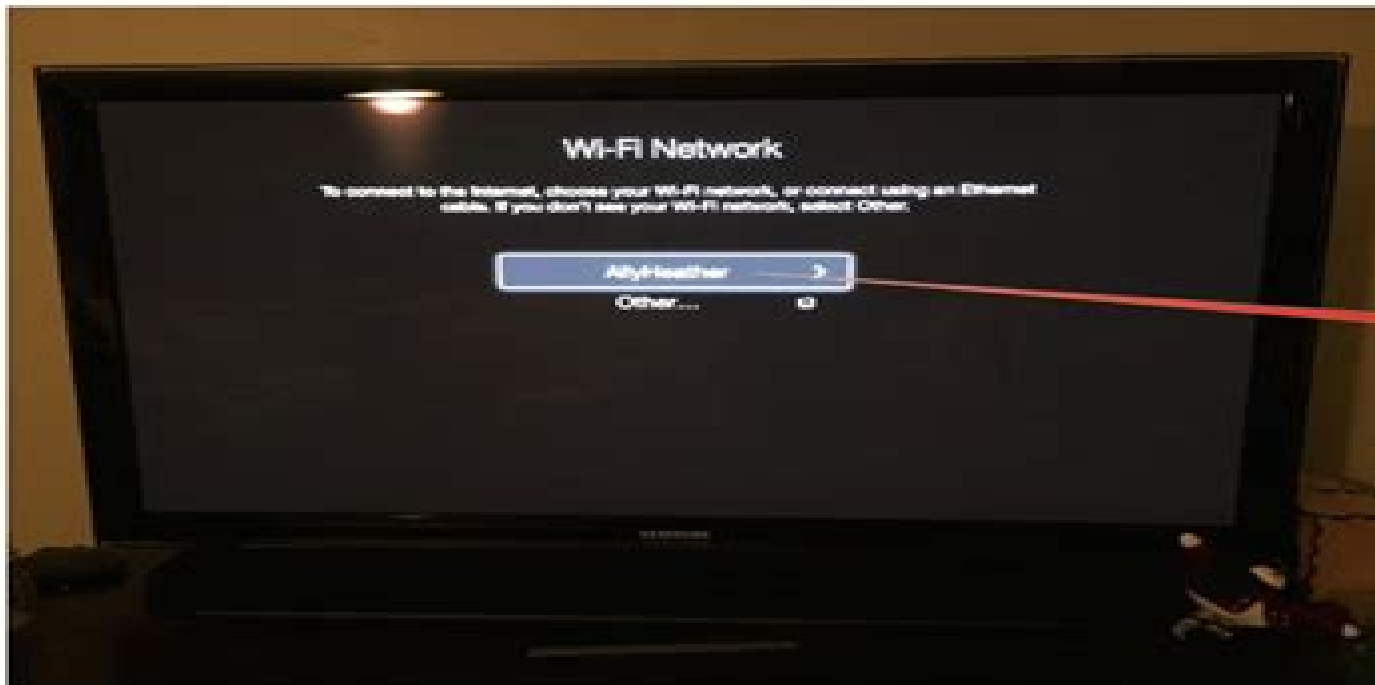 Wi-Fi Network
To connect to the Internet, choose your Wi-Fi network, or connect using an Ethernet
cable. If you don't see your Wi-Fi network, select Other.
AllyHeather
Other...
SAMSUNG